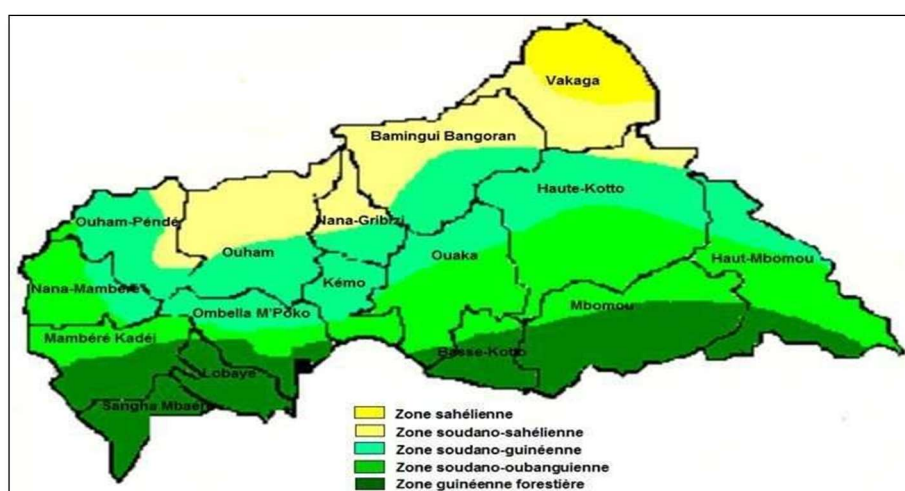 Vakaga
Bamingui Bangoran
Haute-Kotto
Ouham-Péndé
Nana-Gribizi
Ouham
Ouaka
Haut-Mbomou
Kémo
Nana-Mambéré
Ombella M'Poko
Mbomou
Mambéré Kadéi
Basse-Kotto
Lobaye
Sangha Mbaéré
Zone sahélienne
Zone soudano-sahélienne
Zone soudano-guinéenne
Zone soudano-oubanguienne
Zone guinéenne forestière